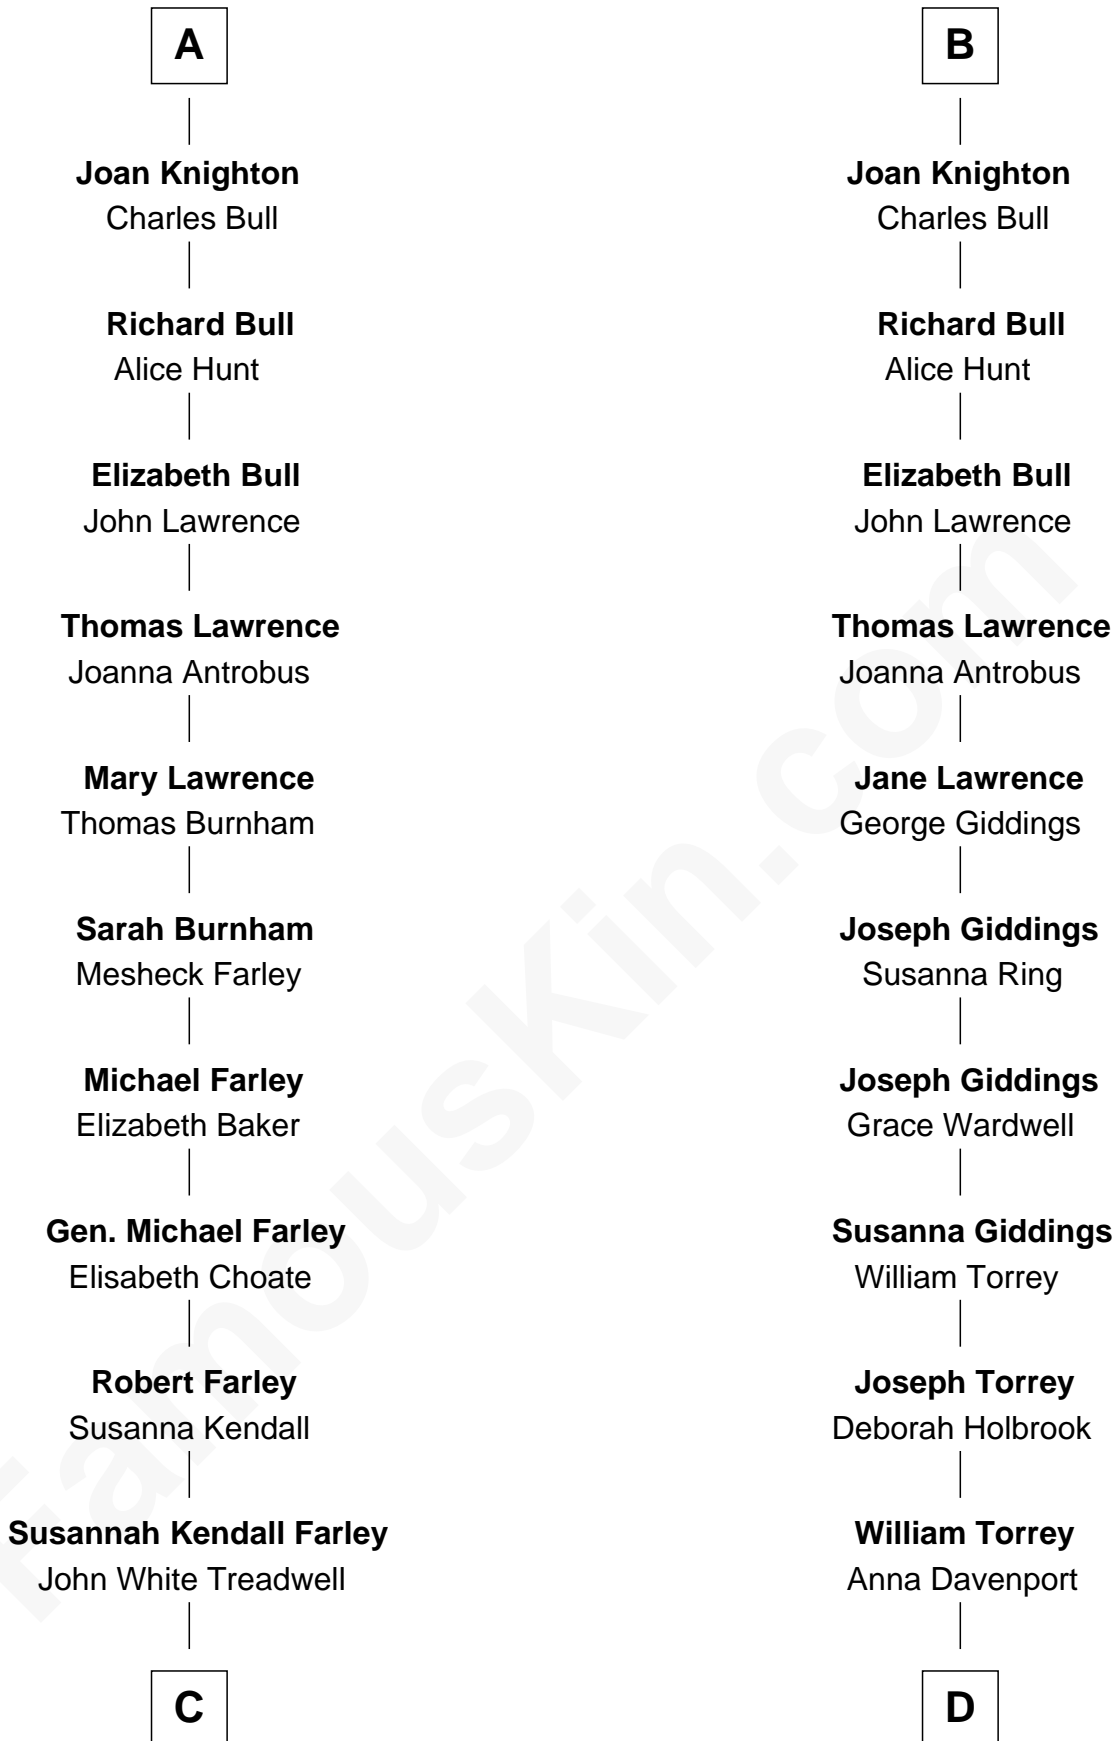 A
Joan Knighton
Charles Bull
Richard Bull
Alice Hunt
Elizabeth Bull
John Lawrence
Thomas Lawrence
Joanna Antrobus
Mary Lawrence
Thomas Burnham
Sarah Burnham
Mesheck Farley
Michael Farley
Elizabeth Baker
Gen. Michael Farley
Elisabeth Choate
Robert Farley
Susanna Kendall
Susannah Kendall Farley
John White Treadwell
C
B
Joan Knighton
Charles Bull
Richard Bull
Alice Hunt
Elizabeth Bull
John Lawrence
Thomas Lawrence
Joanna Antrobus
Jane Lawrence
George Giddings
Joseph Giddings
Susanna Ring
Joseph Giddings
Grace Wardwell
Susanna Giddings
William Torrey
Joseph Torrey
Deborah Holbrook
William Torrey
Anna Davenport
D
FamousKin.com